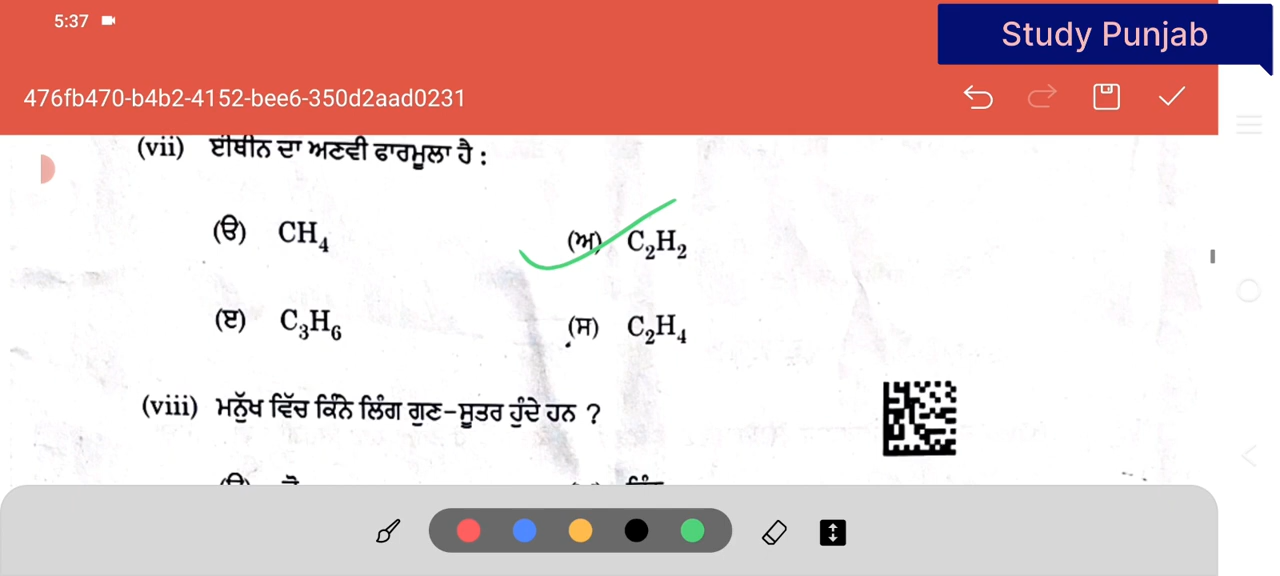 5:37
Study Punjab
476fb470-b4b2-4152-bee6-350d2aad0231
(vii) ਈਥੀਨ ਦਾ ਅਣਵੀ ਫਾਰਮੂਲਾ ਹੈ :
(ੳ) CH₄ (ਅ) C₂H₂
(ੲ) C₃H₆ (ਸ) C₂H₄
(viii) ਮਨੁੱਖ ਵਿੱਚ ਕਿੰਨੇ ਲਿੰਗ ਗੁਣ-ਸੂਤਰ ਹੁੰਦੇ ਹਨ ?